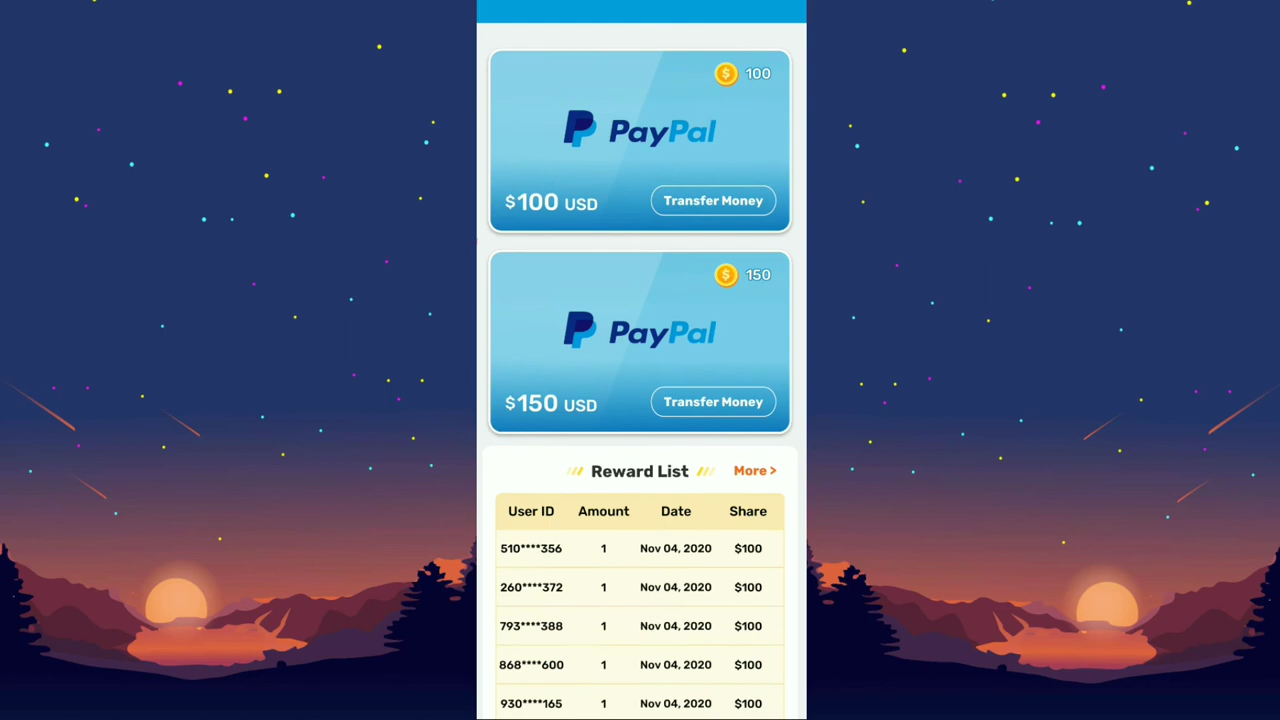 $ 100
PayPal
$100 USD Transfer Money
$ 150
PayPal
$150 USD Transfer Money
Reward List More >
User ID Amount Date Share
510****356 1 Nov 04, 2020 $100
260****372 1 Nov 04, 2020 $100
793****388 1 Nov 04, 2020 $100
868****600 1 Nov 04, 2020 $100
930****165 1 Nov 04, 2020 $100